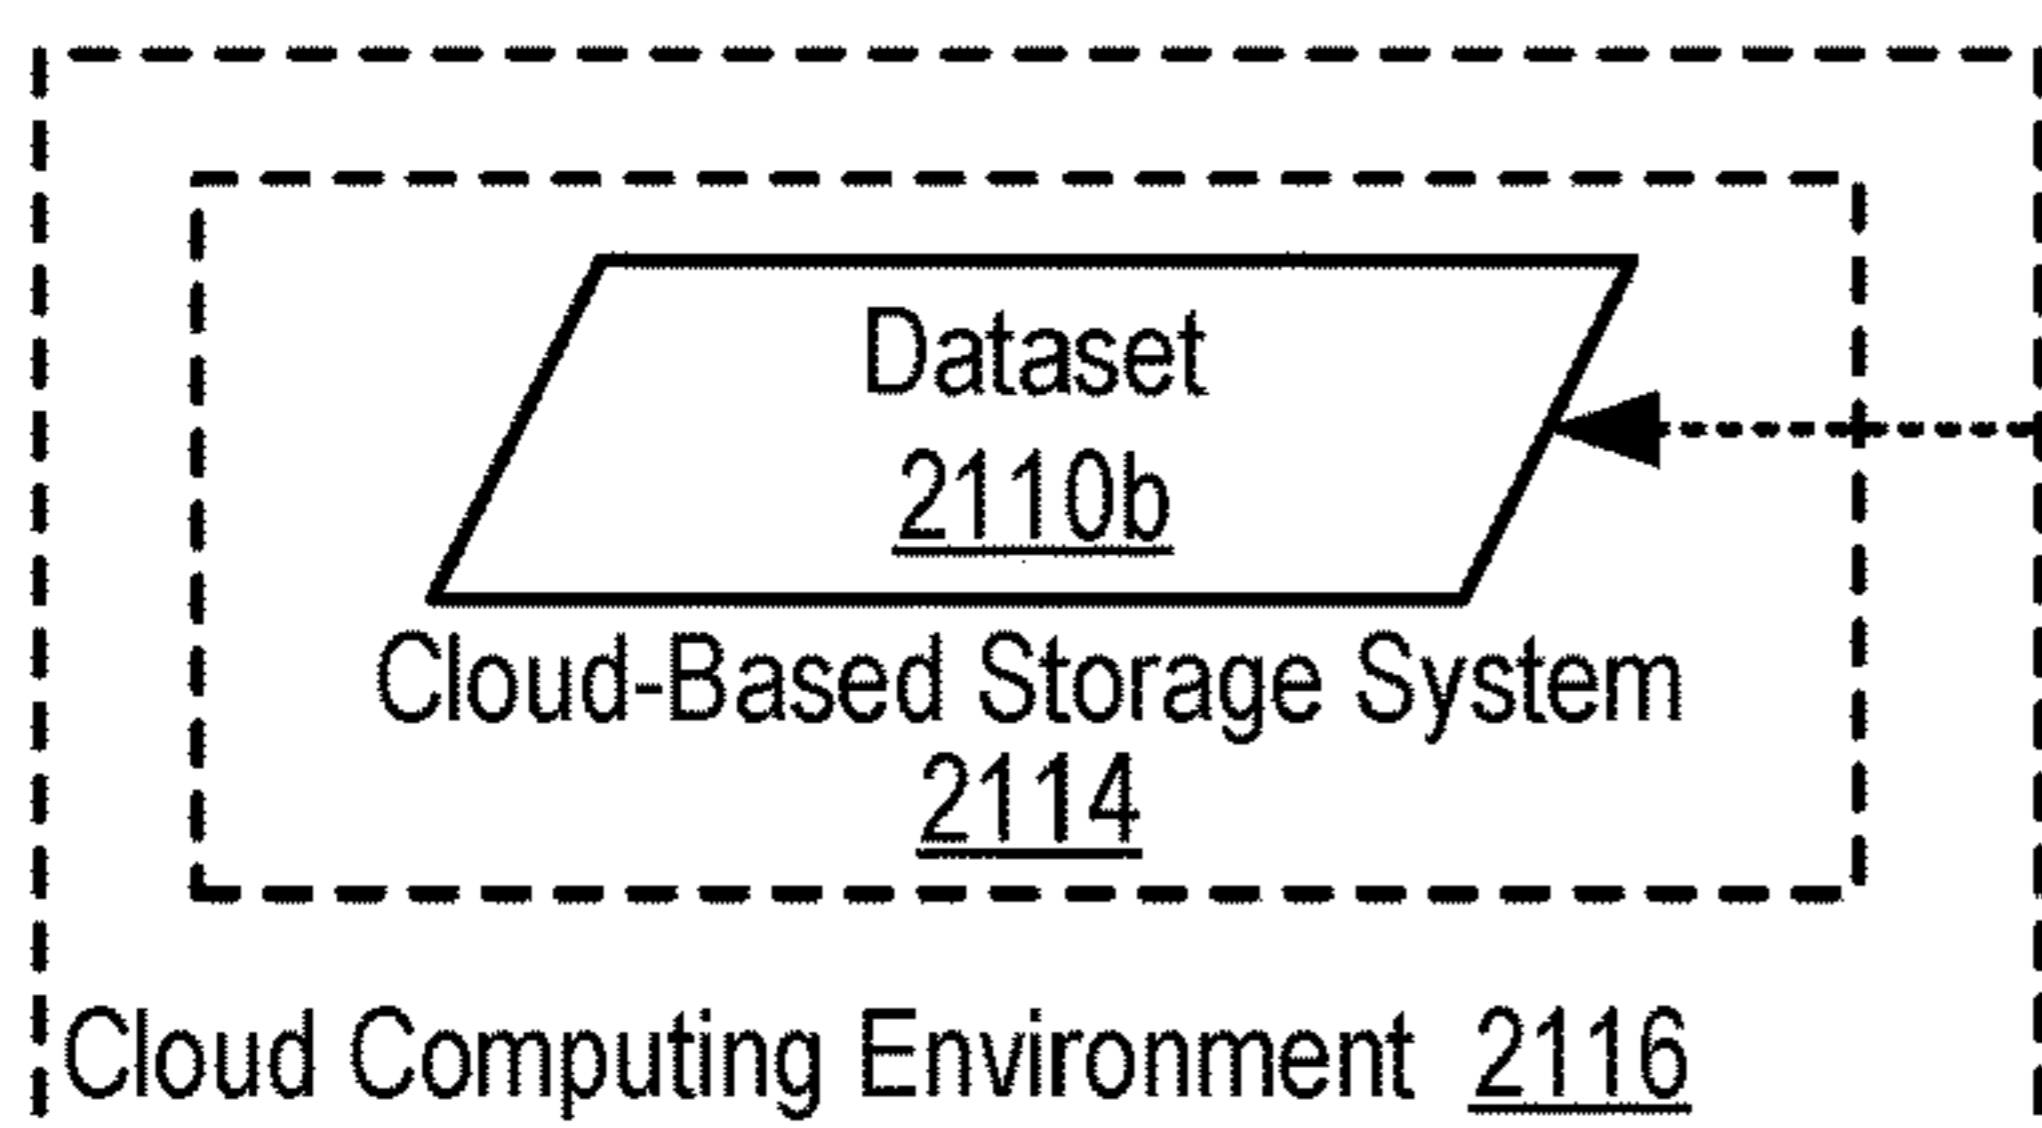 Dataset
2110b
Cloud-Based Storage System
2114
Cloud Computing Environment 2116